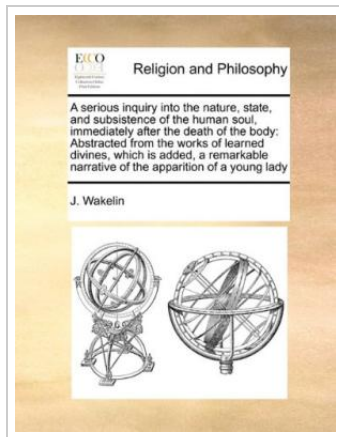 ECCO
Religion and Philosophy
A serious inquiry into the nature, state,
and subsistence of the human soul,
immediately after the death of the body:
Abstracted from the works of learned
divines, which is added, a remarkable
narrative of the apparition of a young lady
J. Wakelin